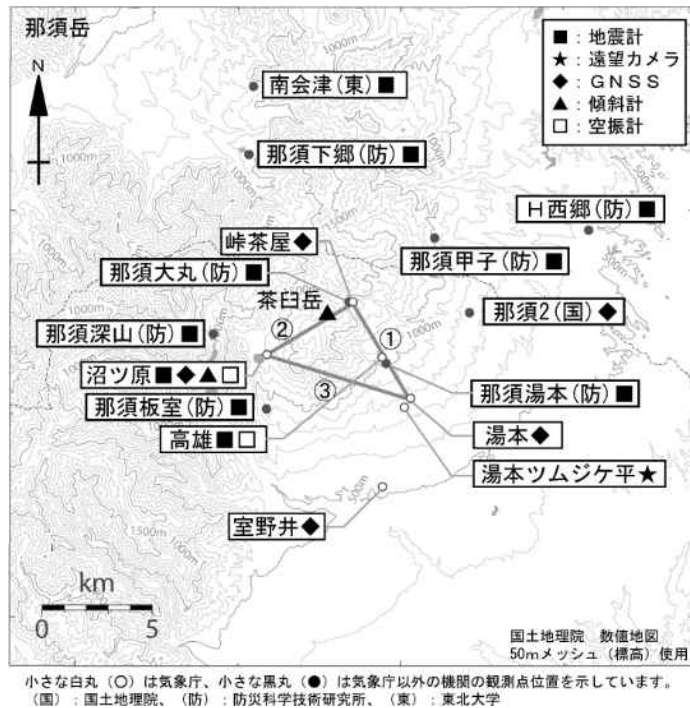 那須岳
N
■：地震計
★：遠望カメラ
◆：ＧＮＳＳ
▲：傾斜計
□：空振計
1000m
南会津(東)■
那須下郷(防)■
1000m
500m
H西郷(防)■
峠茶屋◆
1500m
1000m
那須甲子(防)■
那須大丸(防)■
茶臼岳
那須2(国)◆
②
①
1000m
那須深山(防)■
沼ツ原■◆▲□
③
那須湯本(防)■
那須板室(防)■
高雄■□
湯本◆
湯本ツムジケ平★
500m
室野井◆
1500m
1000m
km
0 5
国土地理院　数値地図
50mメッシュ（標高）使用
小さな白丸（○）は気象庁、小さな黒丸（●）は気象庁以外の機関の観測点位置を示しています。
（国）：国土地理院、（防）：防災科学技術研究所、（東）：東北大学